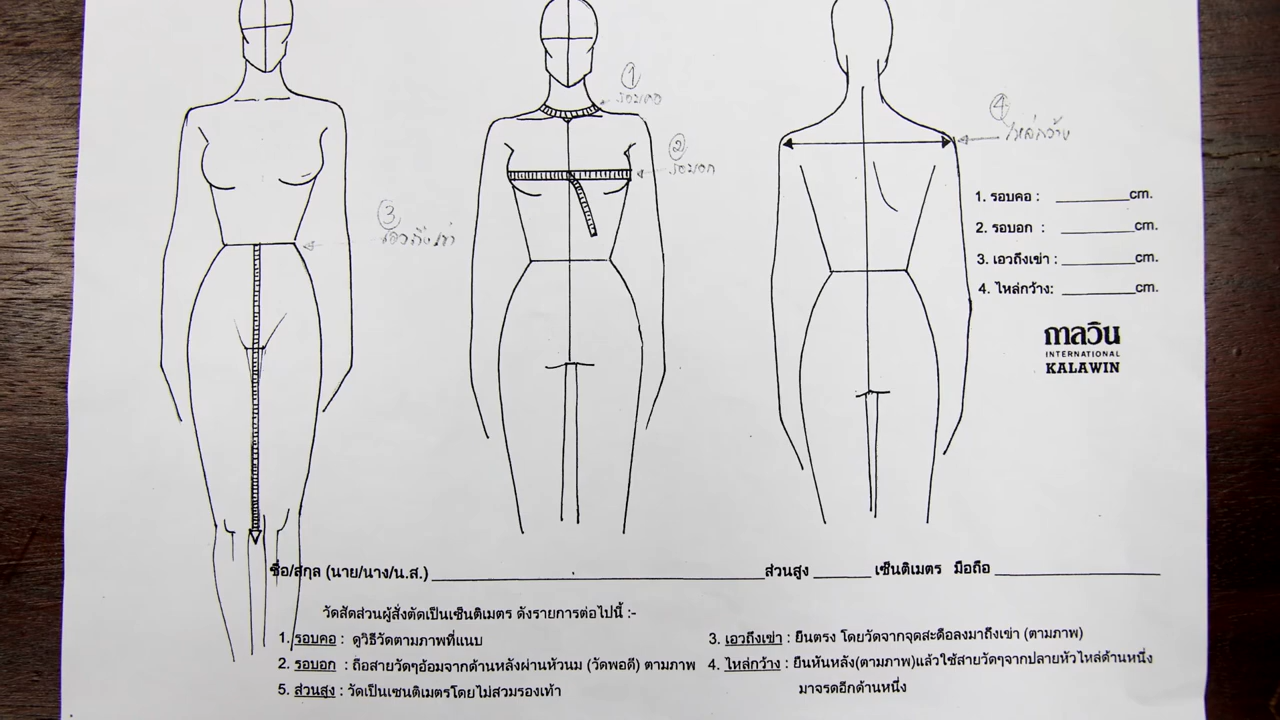 ① รอบคอ
② รอบอก
③ เอวถึงเข่า
④ ไหล่กว้าง
1. รอบคอ : ________cm.
2. รอบอก : ________cm.
3. เอวถึงเข่า : ________cm.
4. ไหล่กว้าง: ________cm.
กาลวิน
INTERNATIONAL
KALAWIN
ชื่อ/สกุล (นาย/นาง/น.ส.) ________ ส่วนสูง ______ เซ็นติเมตร มือถือ ________
วัดสัดส่วนผู้สั่งตัดเป็นเซ็นติเมตร ดังรายการต่อไปนี้ :-
1. รอบคอ : ดูวิธีวัดตามภาพที่แนบ
2. รอบอก : ถือสายวัดๆอ้อมจากด้านหลังผ่านหัวนม (วัดพอดี) ตามภาพ
5. ส่วนสูง : วัดเป็นเซนติเมตรโดยไม่สวมรองเท้า
3. เอวถึงเข่า : ยืนตรง โดยวัดจากจุดสะดือลงมาถึงเข่า (ตามภาพ)
4. ไหล่กว้าง : ยืนหันหลัง(ตามภาพ)แล้วใช้สายวัดๆจากปลายหัวไหล่ด้านหนึ่ง
มาจรดอีกด้านหนึ่ง